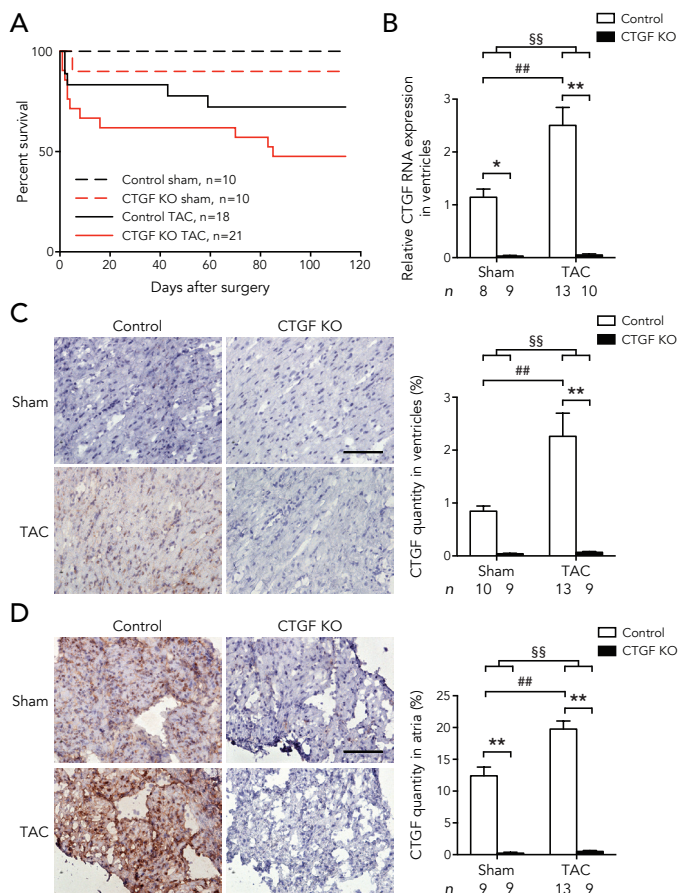 A
Percent survival
100
50
0
Control sham, n=10
CTGF KO sham, n=10
Control TAC, n=18
CTGF KO TAC, n=21
0 20 40 60 80 100 120
Days after surgery
B
Control
CTGF KO
§§
##
**
*
Relative CTGF RNA expression
in ventricles
3
2
1
0
Sham TAC
n 8 9 13 10
C
Control CTGF KO
Sham
TAC
Control
CTGF KO
§§
##
**
CTGF quantity in ventricles (%)
3
2
1
0
Sham TAC
n 10 9 13 9
D
Control CTGF KO
Sham
TAC
Control
CTGF KO
§§
##
**
**
CTGF quantity in atria (%)
25
20
15
10
5
0
Sham TAC
n 9 9 13 9